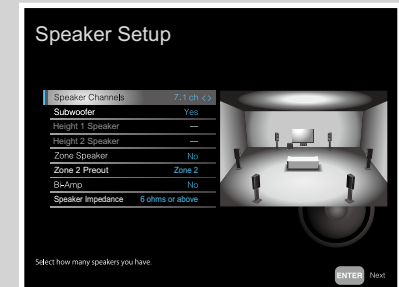 Speaker Setup
Speaker Channels 7.1 ch <>
Subwoofer Yes
Height 1 Speaker ---
Height 2 Speaker ---
Zone Speaker No
Zone 2 Preout Zone 2
Bi-Amp No
Speaker Impedance 6 ohms or above
Select how many speakers you have.
ENTER Next